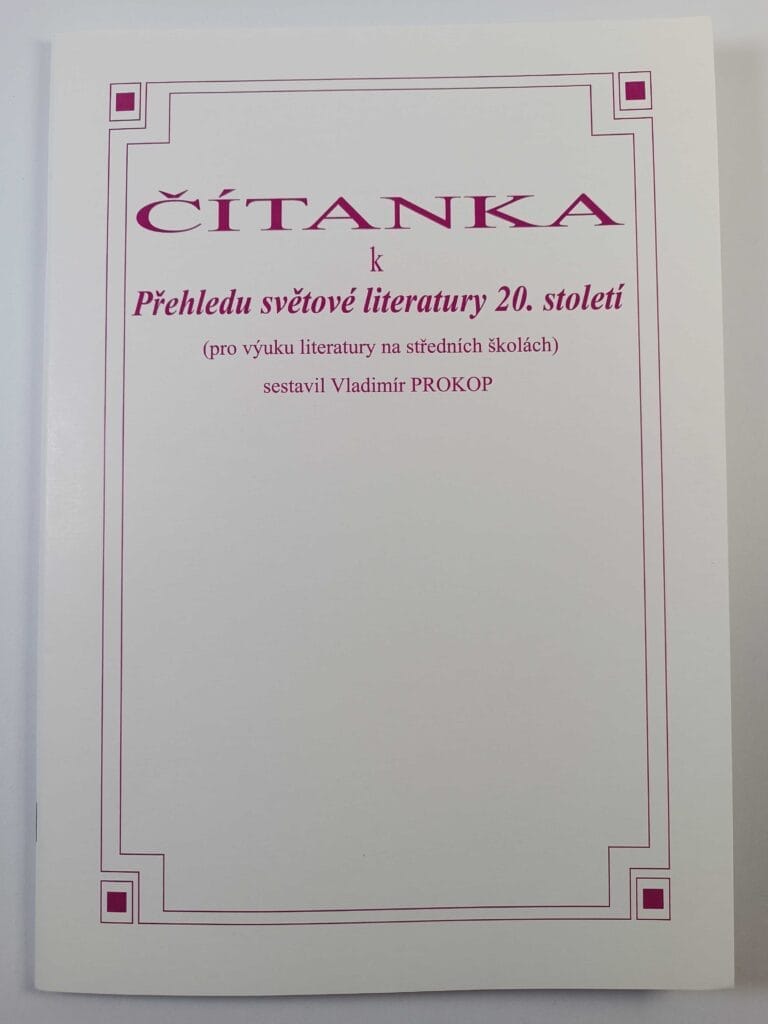 ČÍTANKA
k
Přehledu světové literatury 20. století
(pro výuku literatury na středních školách)
sestavil Vladimír PROKOP